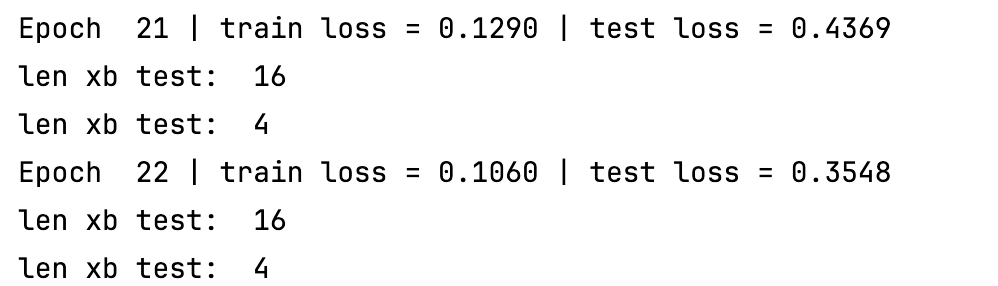 Epoch  21 | train loss = 0.1290 | test loss = 0.4369
len xb test:  16
len xb test:  4
Epoch  22 | train loss = 0.1060 | test loss = 0.3548
len xb test:  16
len xb test:  4